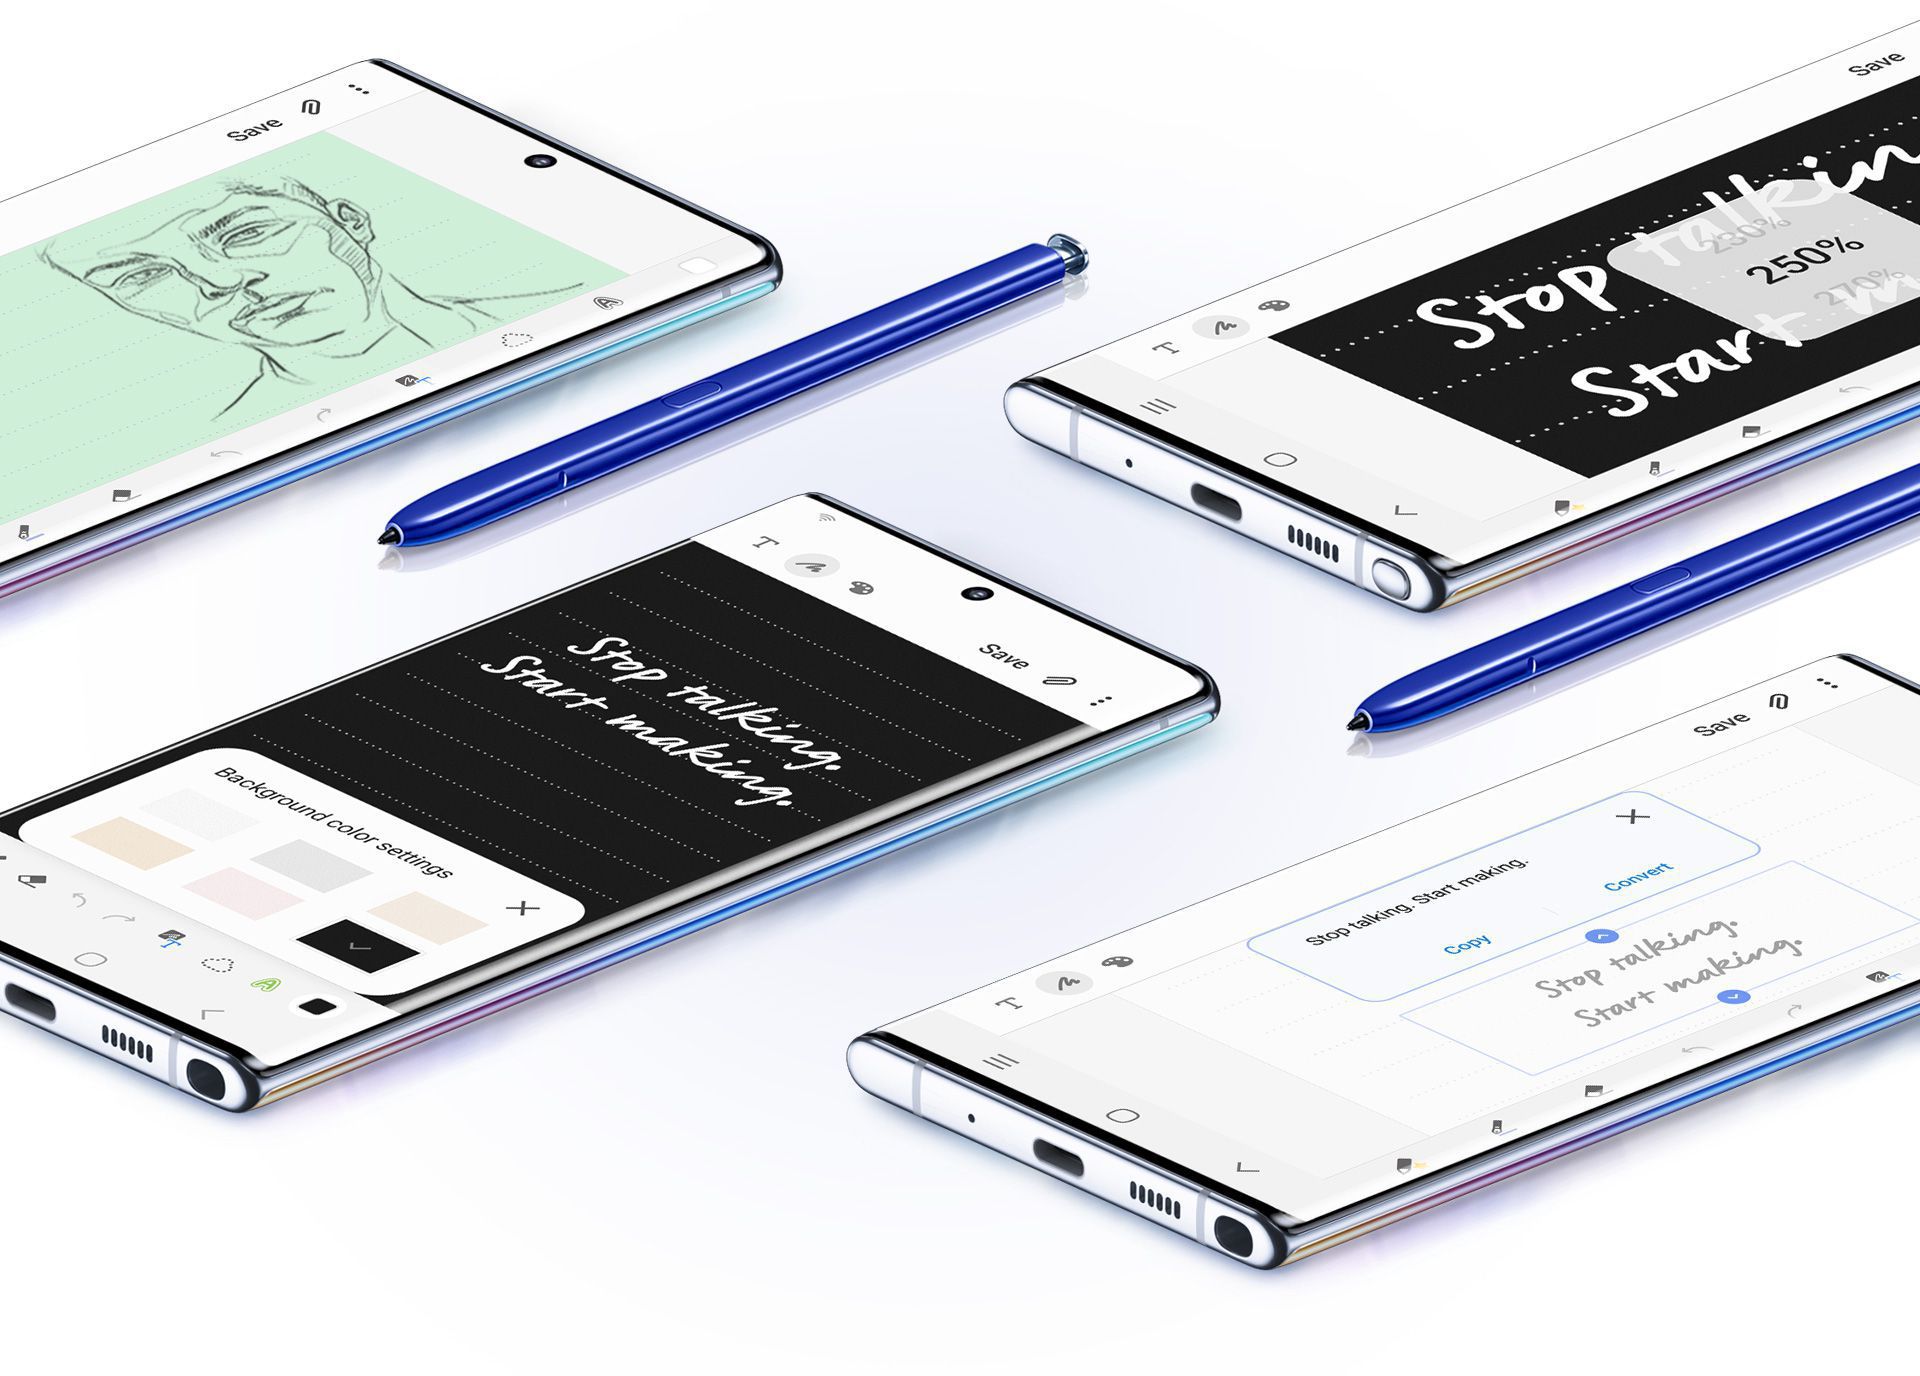 Save
Save
Stop talkin
Start m
230%
250%
270%
T
T
Save
Stop talking.
Start making.
Background color settings
T
A
A
Save
Stop talking. Start making.
Copy
Convert
Stop talking.
Start making.
T